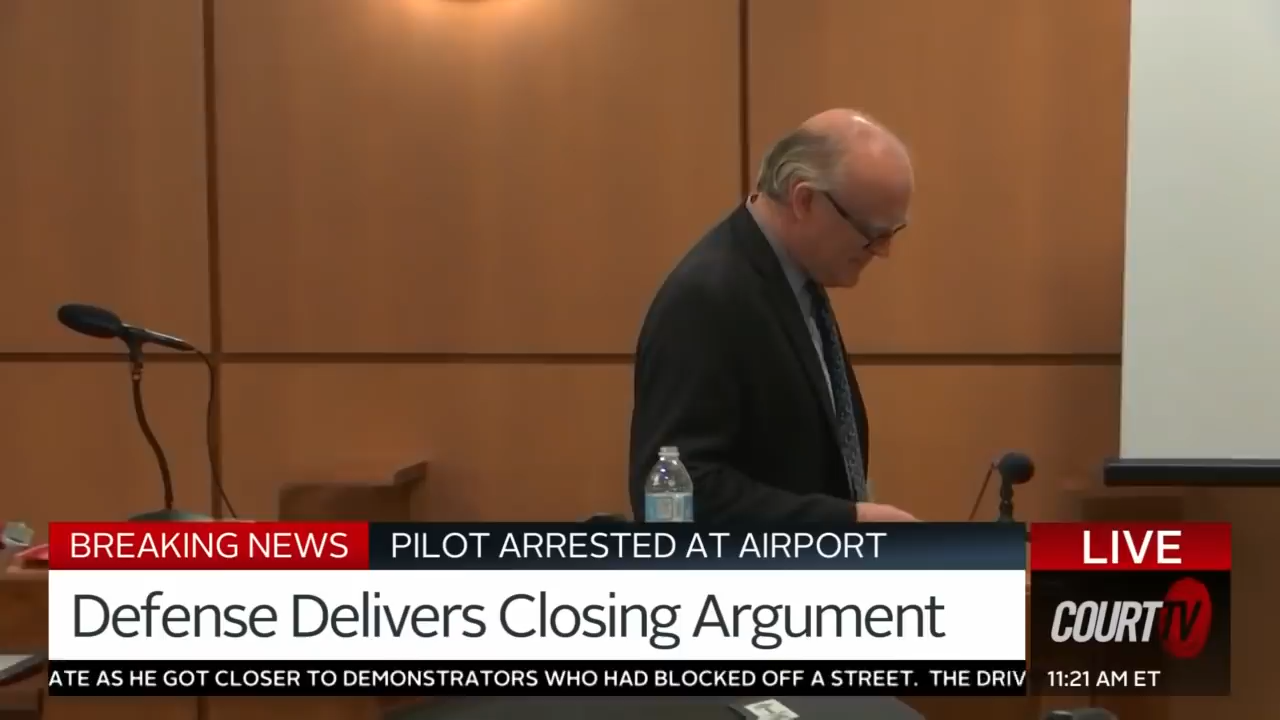 BREAKING NEWS PILOT ARRESTED AT AIRPORT
LIVE
Defense Delivers Closing Argument
COURT TV
ATE AS HE GOT CLOSER TO DEMONSTRATORS WHO HAD BLOCKED OFF A STREET. THE DRIV
11:21 AM ET